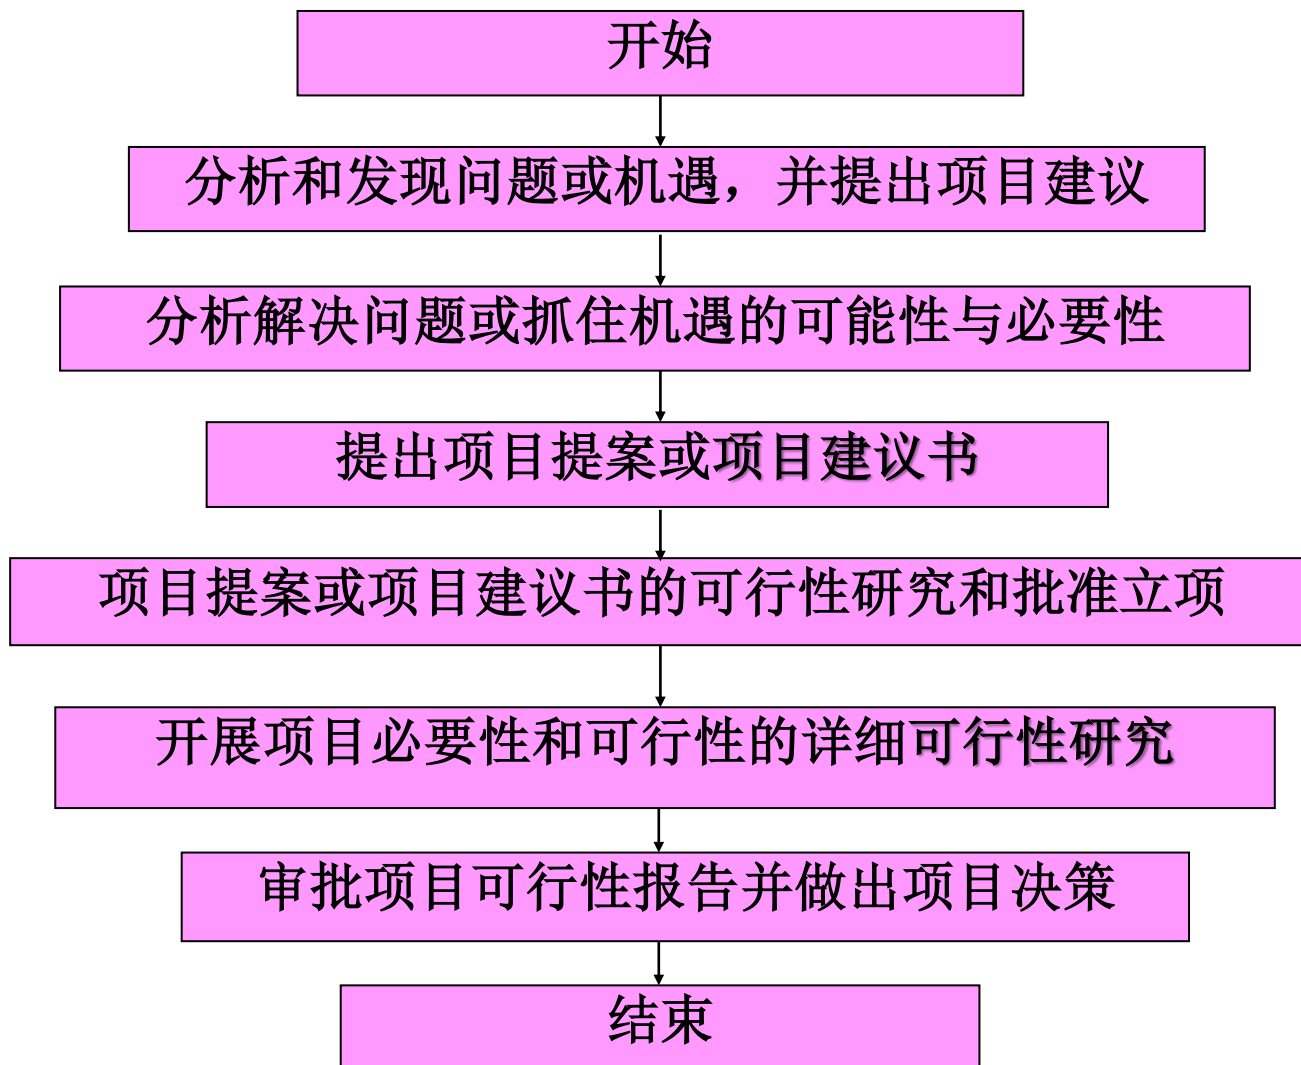 开始
分析和发现问题或机遇，并提出项目建议
分析解决问题或抓住机遇的可能性与必要性
提出项目提案或项目建议书
项目提案或项目建议书的可行性研究和批准立项
开展项目必要性和可行性的详细可行性研究
审批项目可行性报告并做出项目决策
结束